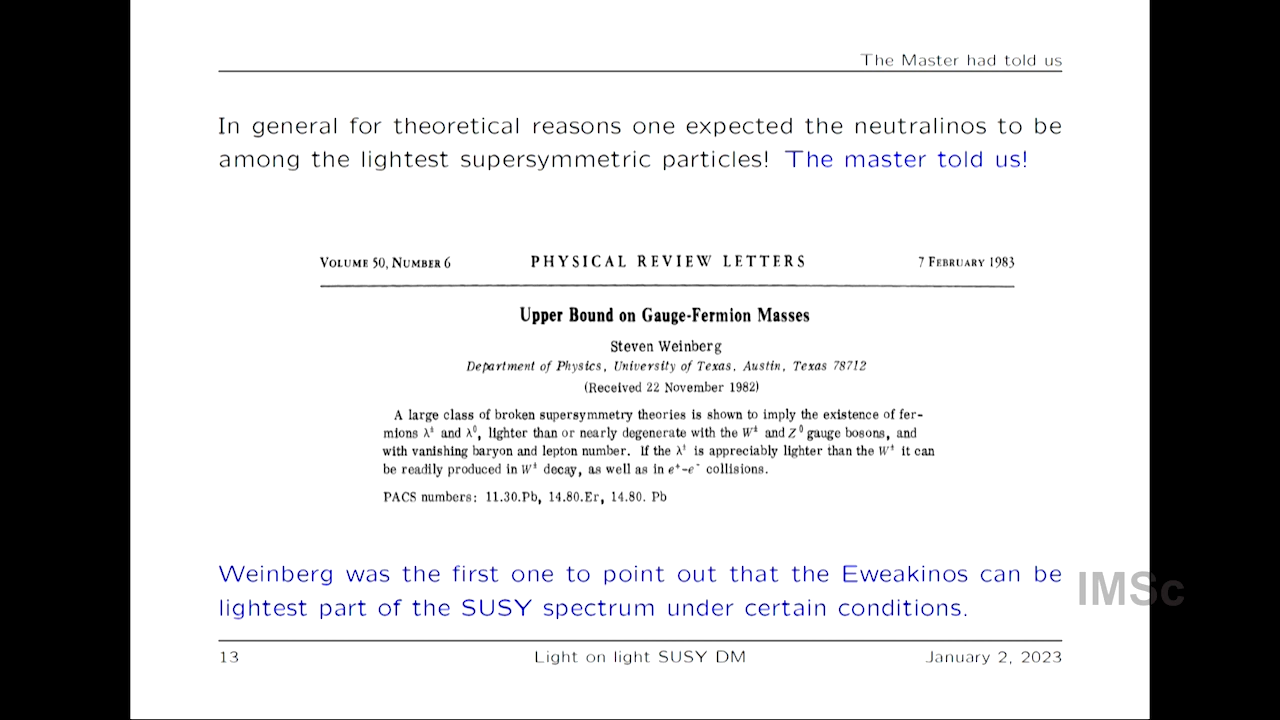 The Master had told us
In general for theoretical reasons one expected the neutralinos to be
among the lightest supersymmetric particles! The master told us!
VOLUME 50, NUMBER 6 PHYSICAL REVIEW LETTERS 7 FEBRUARY 1983
Upper Bound on Gauge-Fermion Masses
Steven Weinberg
Department of Physics, University of Texas, Austin, Texas 78712
(Received 22 November 1982)
A large class of broken supersymmetry theories is shown to imply the existence of fer-
mions λ± and λ⁰, lighter than or nearly degenerate with the W± and Z⁰ gauge bosons, and
with vanishing baryon and lepton number. If the λ± is appreciably lighter than the W± it can
be readily produced in W± decay, as well as in e⁺-e⁻ collisions.
PACS numbers: 11.30.Pb, 14.80.Er, 14.80. Pb
Weinberg was the first one to point out that the Eweakinos can be
lightest part of the SUSY spectrum under certain conditions.
IMSc
13 Light on light SUSY DM January 2, 2023